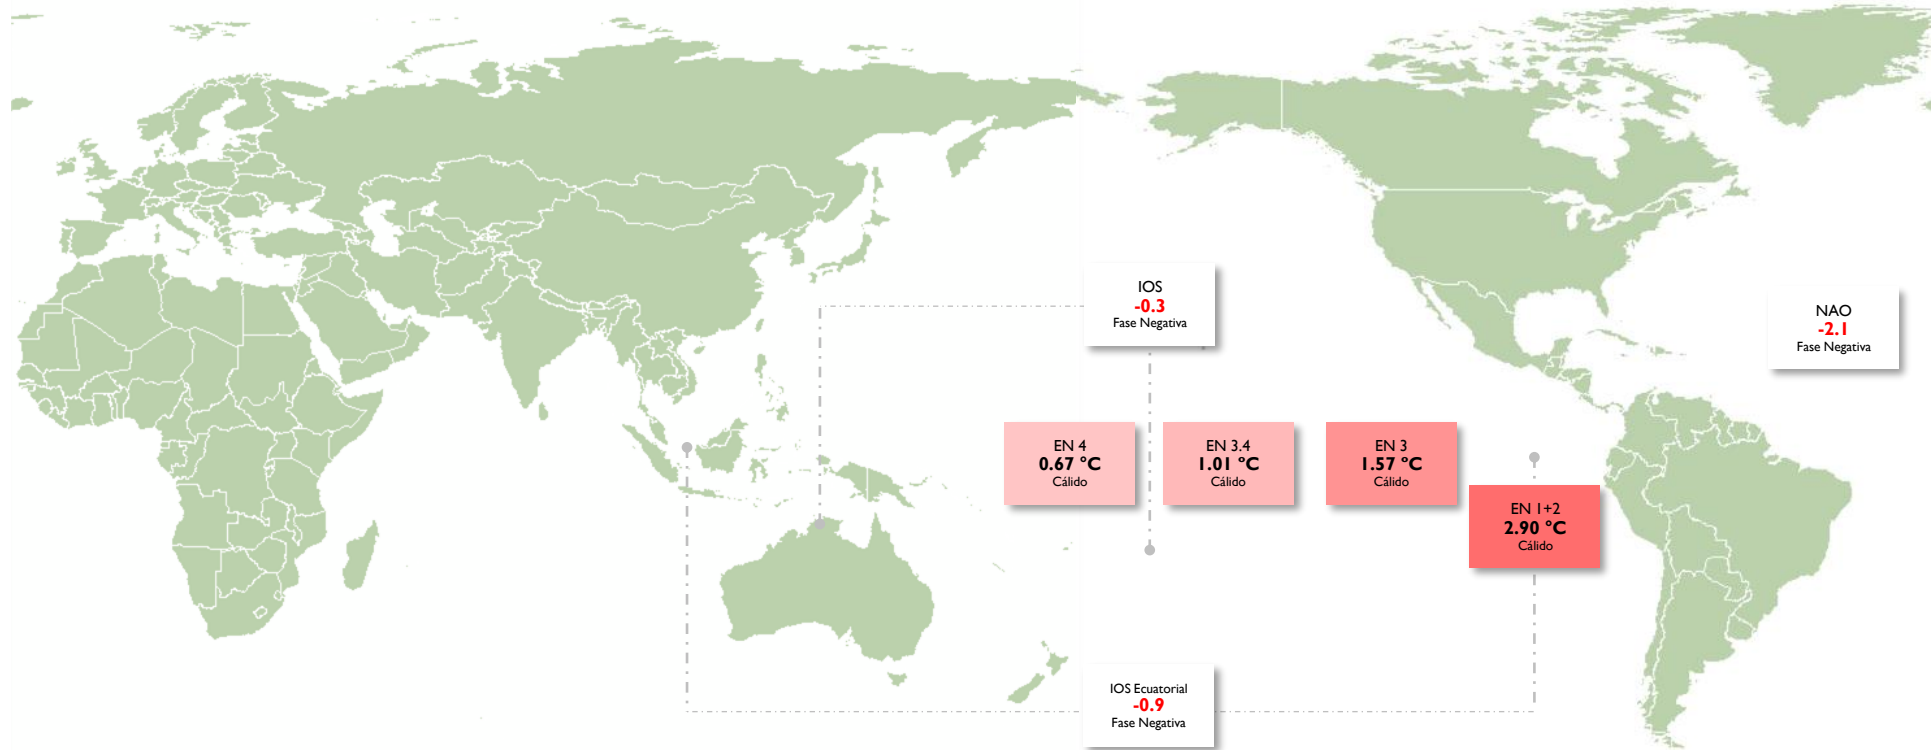 IOS
-0.3
Fase Negativa
NAO
-2.1
Fase Negativa
EN 4
0.67 °C
Cálido
EN 3.4
1.01 °C
Cálido
EN 3
1.57 °C
Cálido
EN 1+2
2.90 °C
Cálido
IOS Ecuatorial
-0.9
Fase Negativa